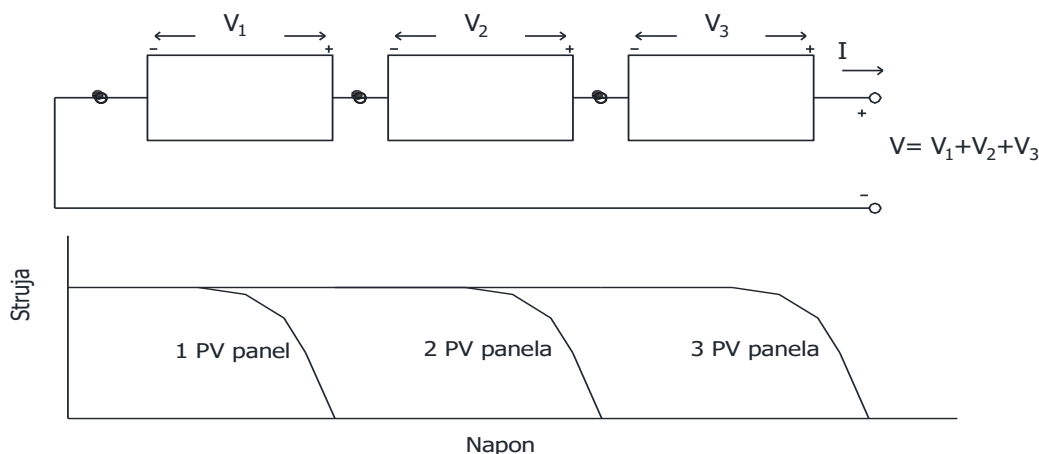 V₁
V₂
V₃
- +
- +
- +
I
+
V= V₁+V₂+V₃
-
Struja
1 PV panel
2 PV panela
3 PV panela
Napon